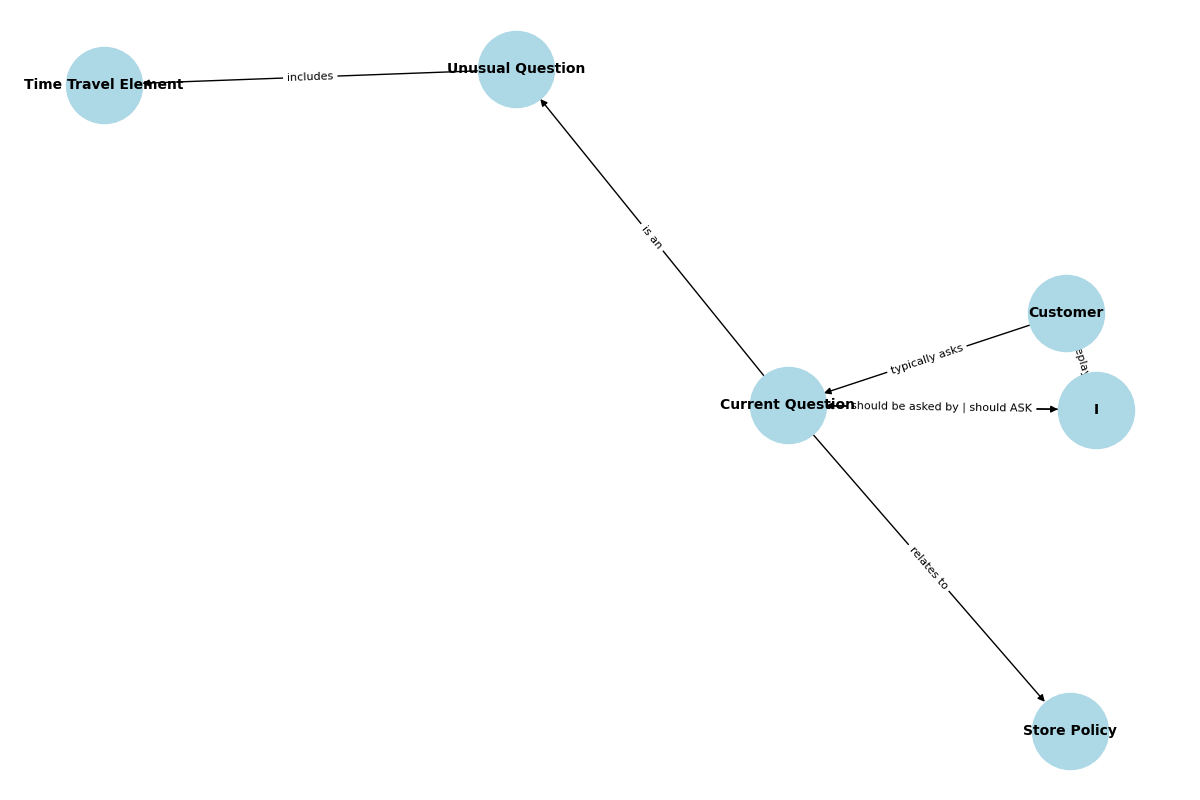 Time Travel Element
Unusual Question
includes
is an
Customer
typically asks
Current Question
should be asked by | should ASK
I
relates to
Store Policy